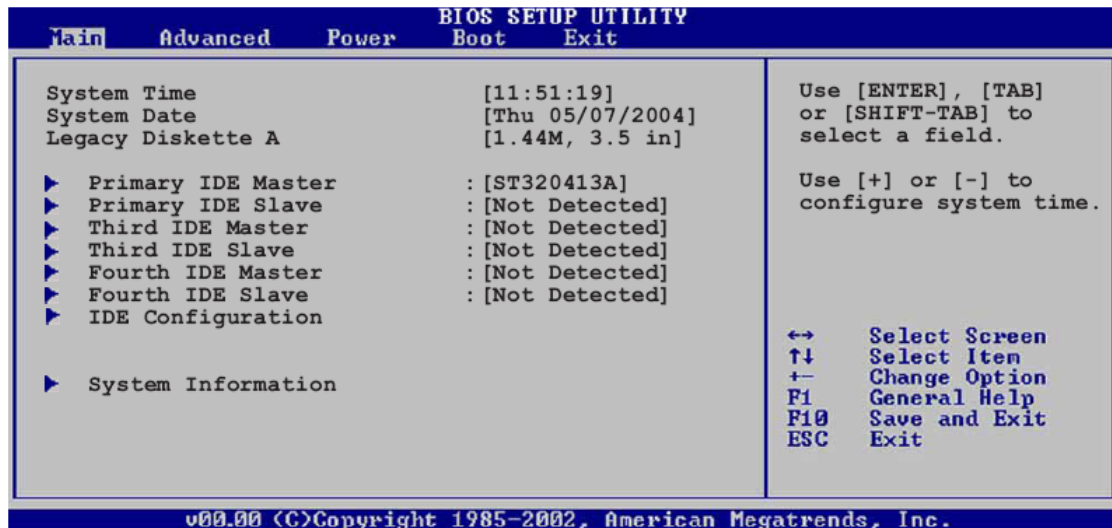 BIOS SETUP UTILITY
Main Advanced Power Boot Exit
System Time [11:51:19]
System Date [Thu 05/07/2004]
Legacy Diskette A [1.44M, 3.5 in]
Primary IDE Master :[ST320413A]
Primary IDE Slave :[Not Detected]
Third IDE Master :[Not Detected]
Third IDE Slave :[Not Detected]
Fourth IDE Master :[Not Detected]
Fourth IDE Slave :[Not Detected]
IDE Configuration
System Information
Use [ENTER], [TAB]
or [SHIFT-TAB] to
select a field.
Use [+] or [-] to
configure system time.
←→ Select Screen
↑↓ Select Item
+- Change Option
F1 General Help
F10 Save and Exit
ESC Exit
v00.00 (C)Copyright 1985-2002, American Megatrends, Inc.